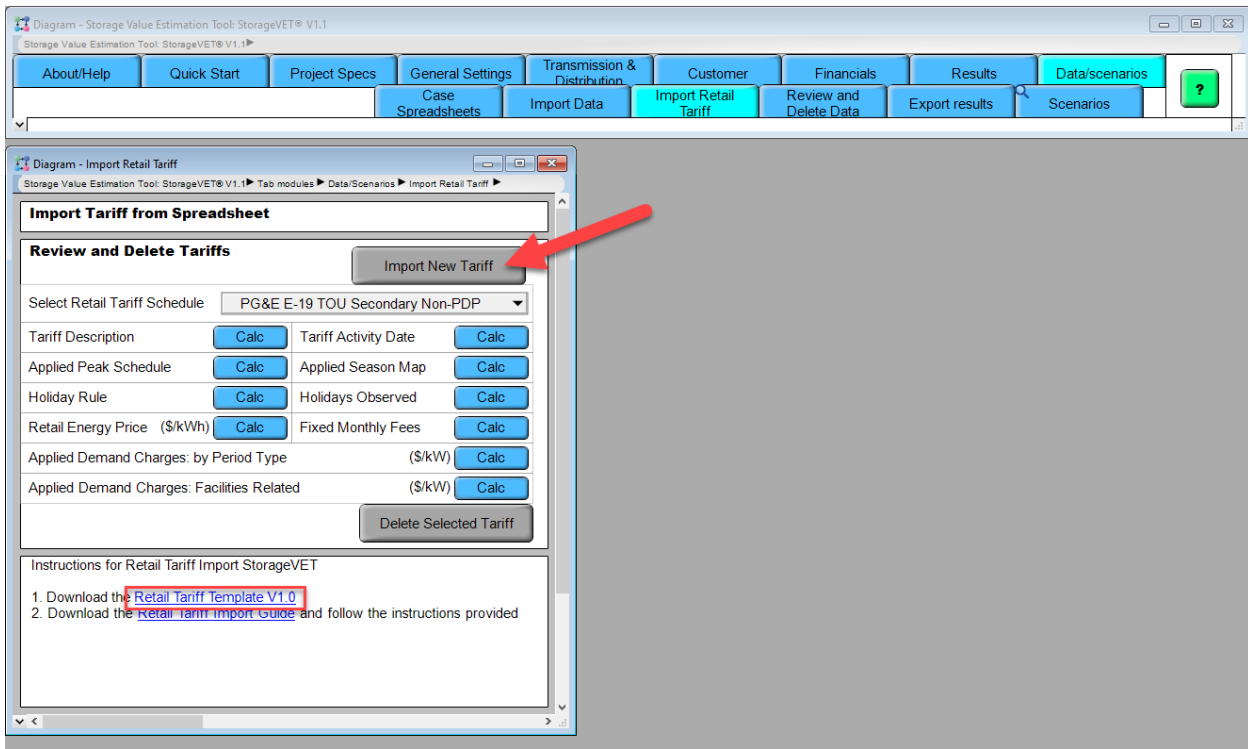 Diagram - Storage Value Estimation Tool: StorageVET® V1.1
Storage Value Estimation Tool: StorageVET® V1.1
About/Help Quick Start Project Specs General Settings Transmission & Distribution Customer Financials Results Data/scenarios ?
Case Spreadsheets Import Data Import Retail Tariff Review and Delete Data Export results Scenarios
Diagram - Import Retail Tariff
Storage Value Estimation Tool: StorageVET® V1.1 Tab modules Data/Scenarios Import Retail Tariff
Import Tariff from Spreadsheet
Review and Delete Tariffs
Import New Tariff
Select Retail Tariff Schedule PG&E E-19 TOU Secondary Non-PDP
Tariff Description Calc Tariff Activity Date Calc
Applied Peak Schedule Calc Applied Season Map Calc
Holiday Rule Calc Holidays Observed Calc
Retail Energy Price ($/kWh) Calc Fixed Monthly Fees Calc
Applied Demand Charges: by Period Type ($/kW) Calc
Applied Demand Charges: Facilities Related ($/kW) Calc
Delete Selected Tariff
Instructions for Retail Tariff Import StorageVET
1. Download the Retail Tariff Template V1.0
2. Download the Retail Tariff Import Guide and follow the instructions provided